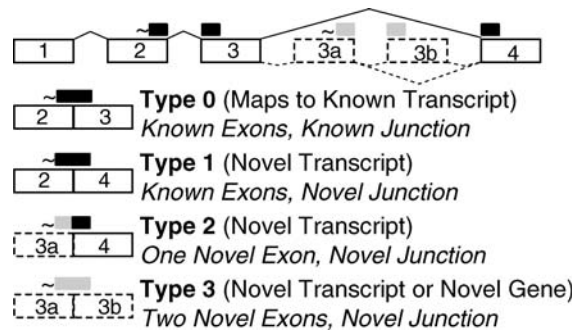 ~ ~
1 2 3 3a 3b 4
~
Type 0 (Maps to Known Transcript)
2 3
Known Exons, Known Junction
~
Type 1 (Novel Transcript)
2 4
Known Exons, Novel Junction
~
Type 2 (Novel Transcript)
3a 4
One Novel Exon, Novel Junction
~
Type 3 (Novel Transcript or Novel Gene)
3a 3b
Two Novel Exons, Novel Junction